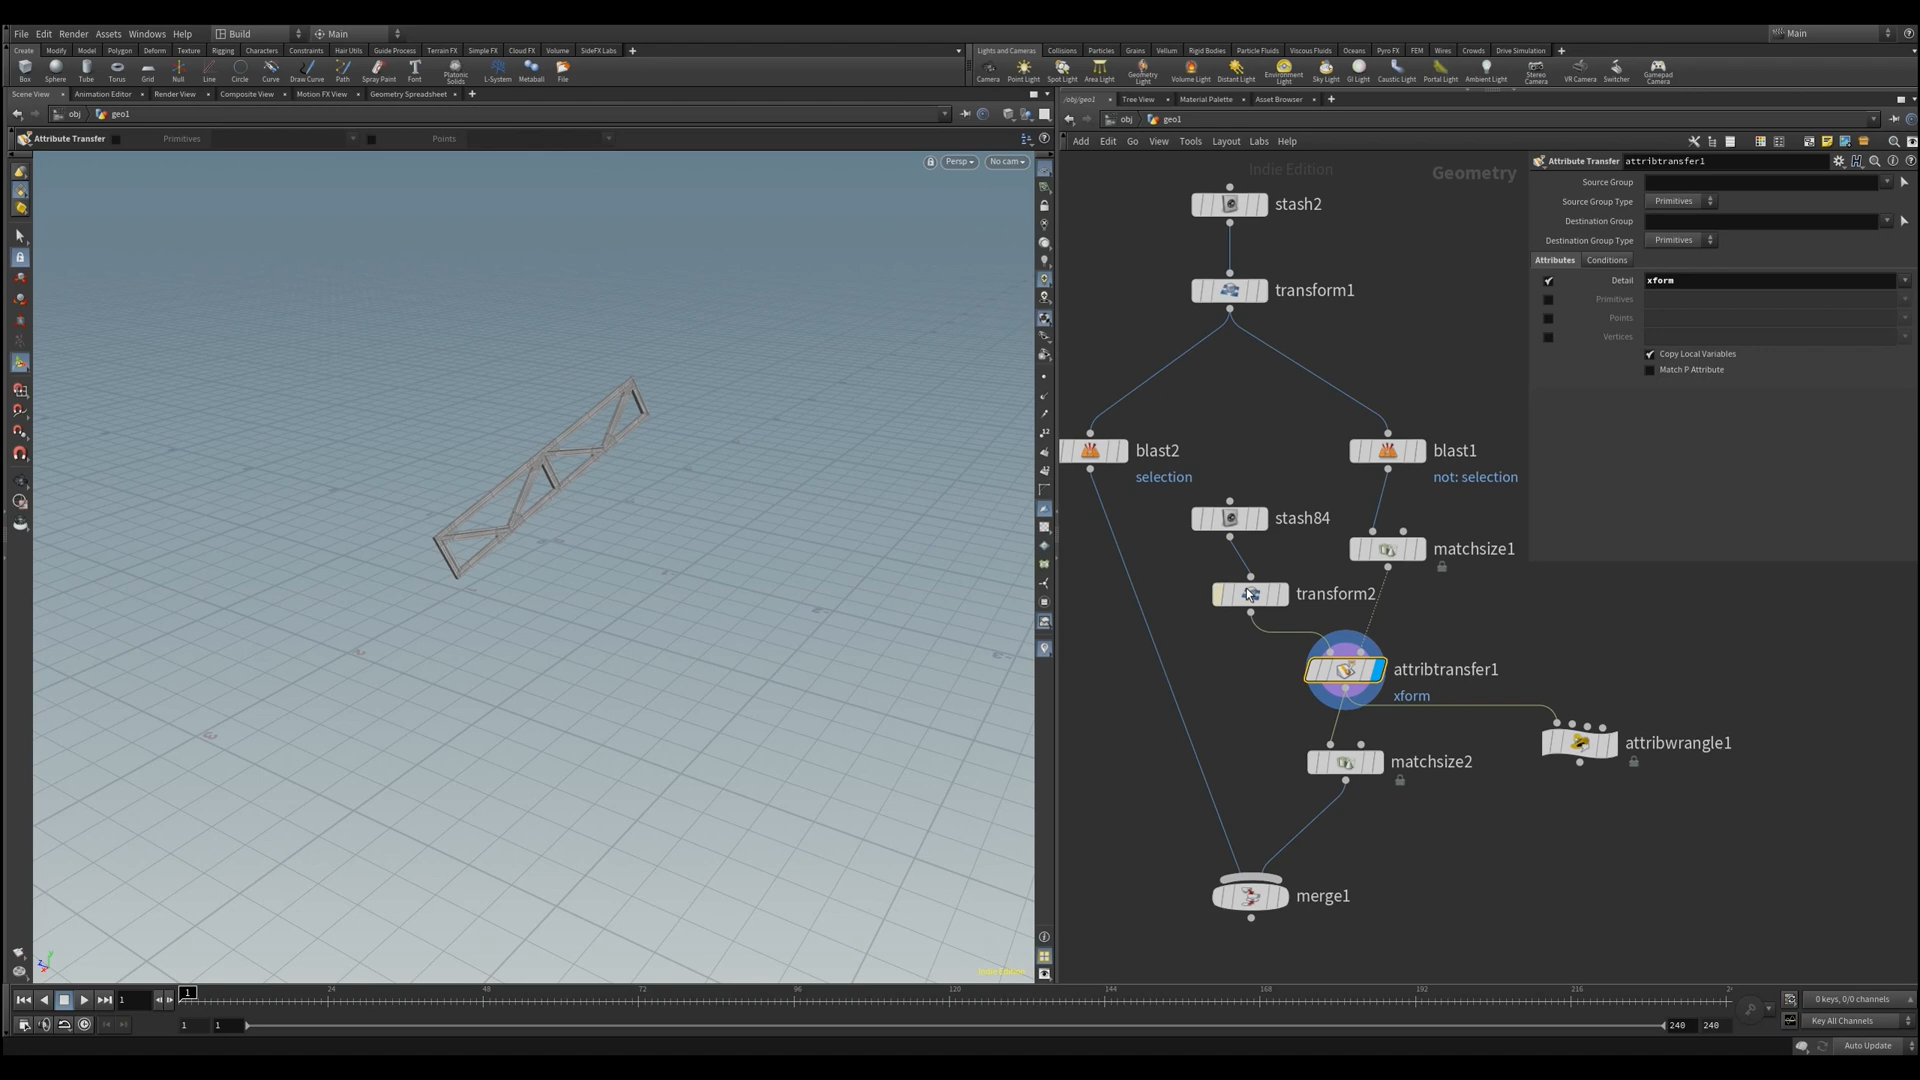 File Edit Render Assets Windows Help Build Main Main
Create Modify Model Polygon Deform Texture Rigging Characters Constraints Hair Utils Guide Process Terrain FX Simple FX Cloud FX Volume SideFX Labs
Lights and Cameras Collisions Particles Grains Vellum Rigid Bodies Particle Fluids Viscous Fluids Oceans Pyro FX FEM Wires Crowds Drive Simulation
Box Sphere Tube Torus Grid Null Line Circle Curve Draw Curve Path Spray Paint Font Platonic Solids L-System Metaball File
Camera Point Light Spot Light Area Light Geometry Light Volume Light Distant Light Environment Light Sky Light GI Light Caustic Light Portal Light Ambient Light Stereo Camera VR Camera Switcher Gamepad Camera
Scene View Animation Editor Render View Composite View Motion FX View Geometry Spreadsheet
/obj/geo1 Tree View Material Palette Asset Browser
obj geo1
obj geo1
Attribute Transfer Primitives Points
Add Edit Go View Tools Layout Labs Help
Persp No cam
Indie Edition Geometry
Attribute Transfer attribtransfer1
Source Group
Source Group Type Primitives
Destination Group
Destination Group Type Primitives
Attributes Conditions
Detail xform
Primitives
Points
Vertices
Copy Local Variables
Match P Attribute
stash2
transform1
blast2
selection
blast1
not: selection
stash84
matchsize1
transform2
attribtransfer1
xform
attribwrangle1
matchsize2
merge1
Indie Edition
1 1 24 48 72 96 120 144 168 192 216
0 keys, 0/0 channels
1 1 240 240
Key All Channels
Auto Update